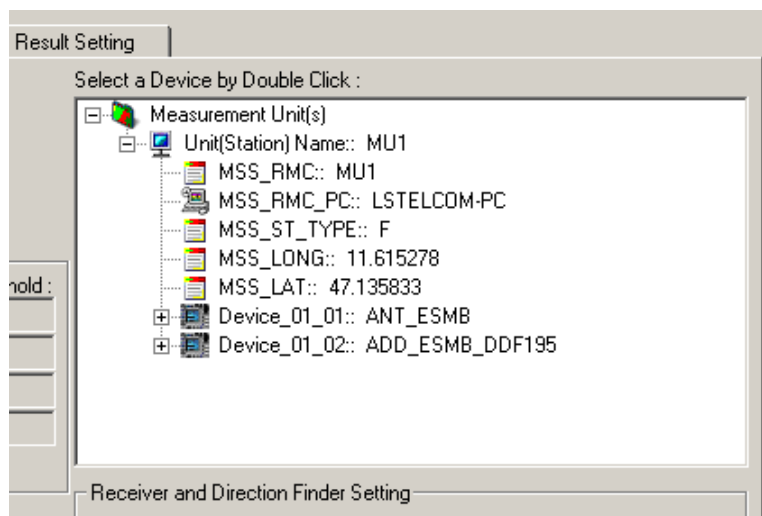 Result Setting
Select a Device by Double Click :
Measurement Unit(s)
Unit(Station) Name:: MU1
MSS_RMC:: MU1
MSS_RMC_PC:: LSTELCOM-PC
MSS_ST_TYPE:: F
MSS_LONG:: 11.615278
MSS_LAT:: 47.135833
hold :
Device_01_01:: ANT_ESMB
Device_01_02:: ADD_ESMB_DDF195
Receiver and Direction Finder Setting